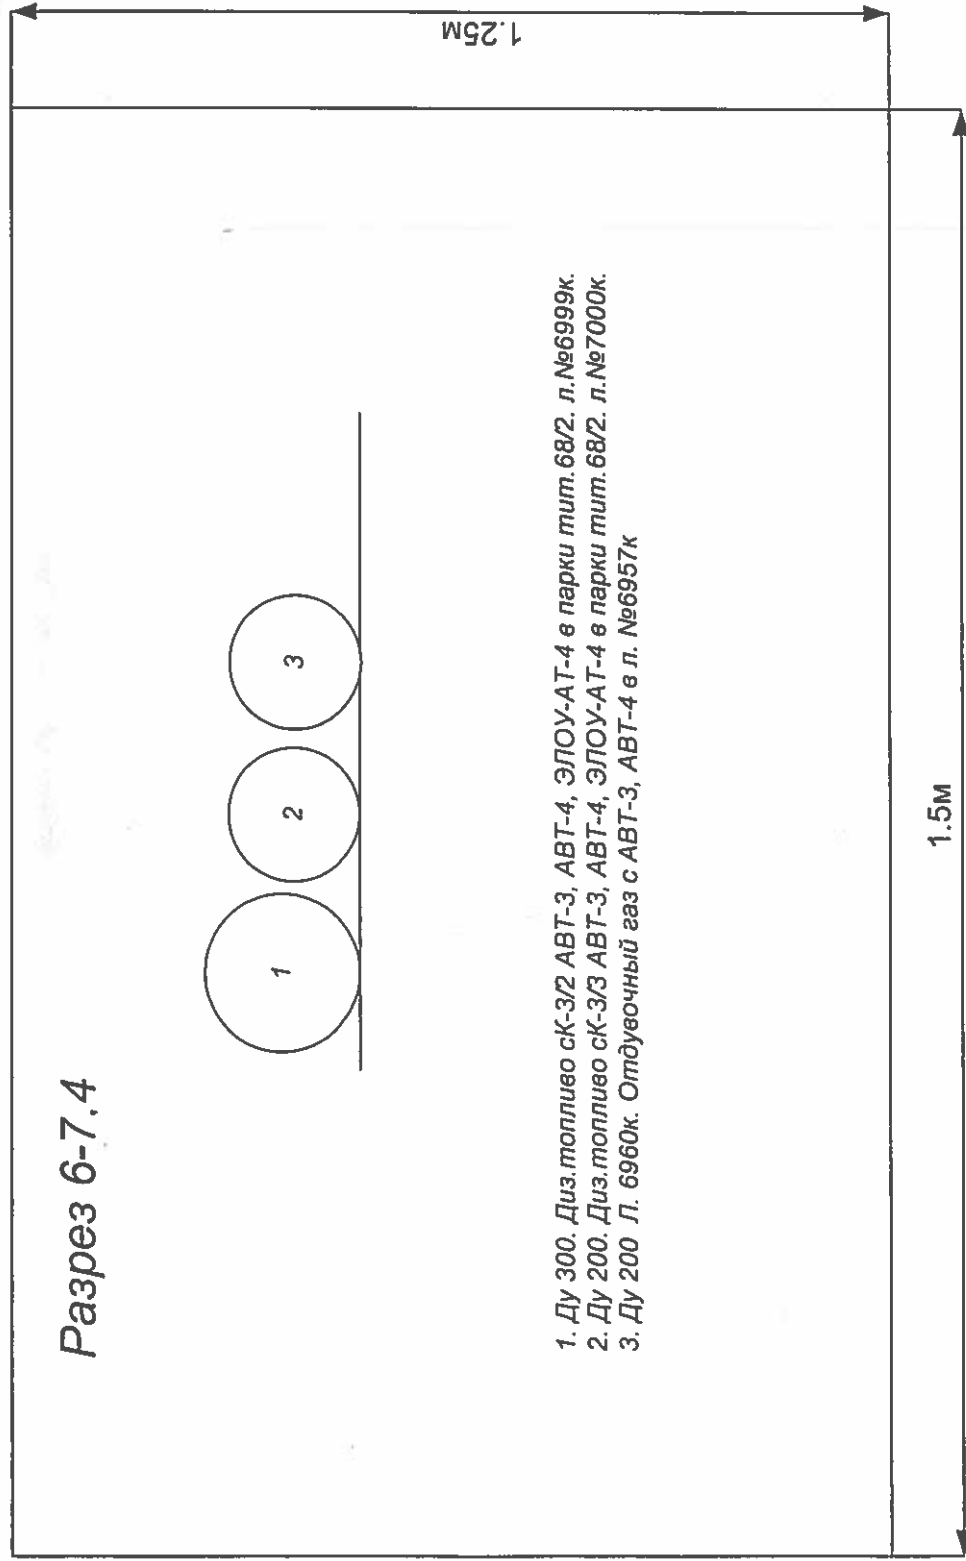 Разрез 6-7.4
1
2
3
1. Ду 300. Диз.топливо сК-3/2 АВТ-3, АВТ-4, ЭЛОУ-АТ-4 в парки тит.68/2. л.№6999к.
2. Ду 200. Диз.топливо сК-3/3 АВТ-3, АВТ-4, ЭЛОУ-АТ-4 в парки тит.68/2. л.№7000к.
3. Ду 200 Л. 6960к. Отдувочный газ с АВТ-3, АВТ-4 в л. №6957к
1.25м
1.5м